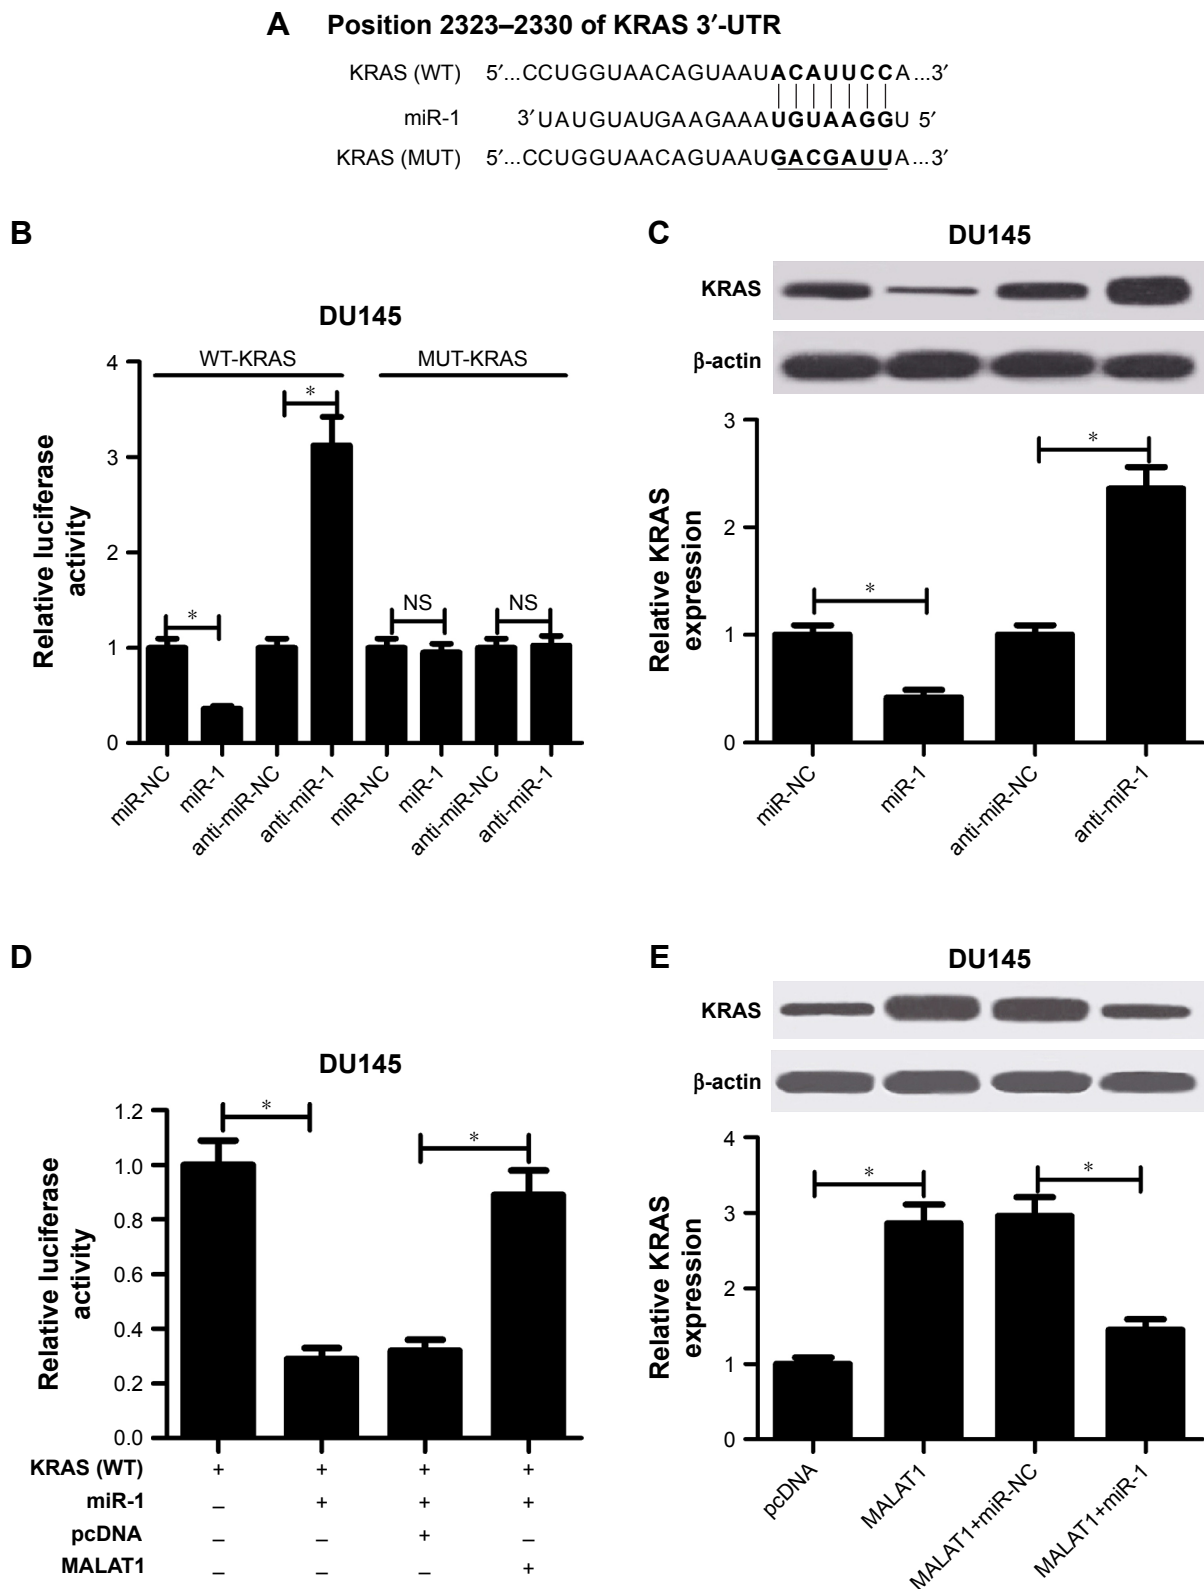 A Position 2323–2330 of KRAS 3′-UTR
KRAS (WT) 5′...CCUGGUAACAGUAAUACAUUCCA...3′
miR-1 3′UAUGUAUGAAGAAAUGUAAGGU 5′
KRAS (MUT) 5′...CCUGGUAACAGUAAUGACGAUUA...3′
B
DU145
WT-KRAS MUT-KRAS
Relative luciferase
activity
4
3
2
1
0
*
*
NS
NS
miR-NC
miR-1
anti-miR-NC
anti-miR-1
miR-NC
miR-1
anti-miR-NC
anti-miR-1
C
DU145
KRAS
β-actin
Relative KRAS
expression
3
2
1
0
*
*
miR-NC
miR-1
anti-miR-NC
anti-miR-1
D
DU145
Relative luciferase
activity
1.2
1.0
0.8
0.6
0.4
0.2
0.0
*
*
KRAS (WT) + + + +
miR-1 – + + +
pcDNA – – + –
MALAT1 – – – +
E
DU145
KRAS
β-actin
Relative KRAS
expression
4
3
2
1
0
*
*
pcDNA
MALAT1
MALAT1+miR-NC
MALAT1+miR-1